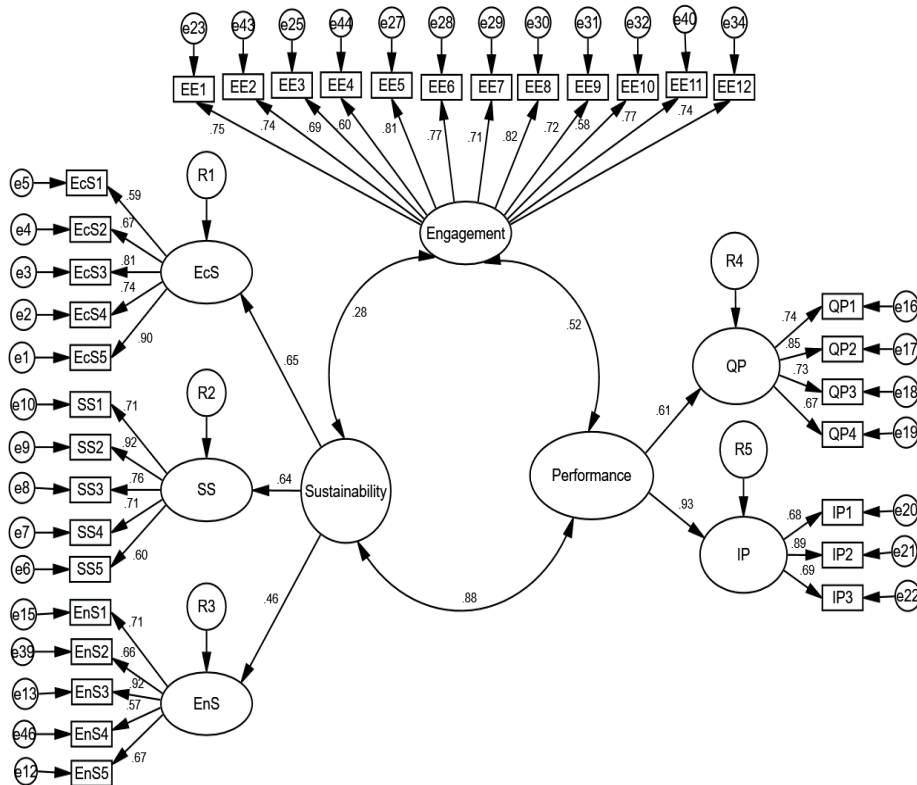 e23 e43 e25 e44 e27 e28 e29 e30 e31 e32 e40 e34
EE1 EE2 EE3 EE4 EE5 EE6 EE7 EE8 EE9 EE10 EE11 EE12
.75 .74 .69 .60 .81 .77 .71 .82 .72 .58 .77 .74
Engagement
R1
e5 EcS1 .59
e4 EcS2 .67
e3 EcS3 .81
e2 EcS4 .74
e1 EcS5 .90
EcS
.65
R2
e10 SS1 .71
e9 SS2 .92
e8 SS3 .76
e7 SS4 .71
e6 SS5 .60
SS
.64
R3
e15 EnS1 .71
e39 EnS2 .66
e13 EnS3 .92
e46 EnS4 .57
e12 EnS5 .67
EnS
.46
Sustainability
.28
.52
.88
Performance
R4
QP
.61
.74 QP1 e16
.85 QP2 e17
.73 QP3 e18
.67 QP4 e19
R5
IP
.93
.68 IP1 e20
.89 IP2 e21
.69 IP3 e22